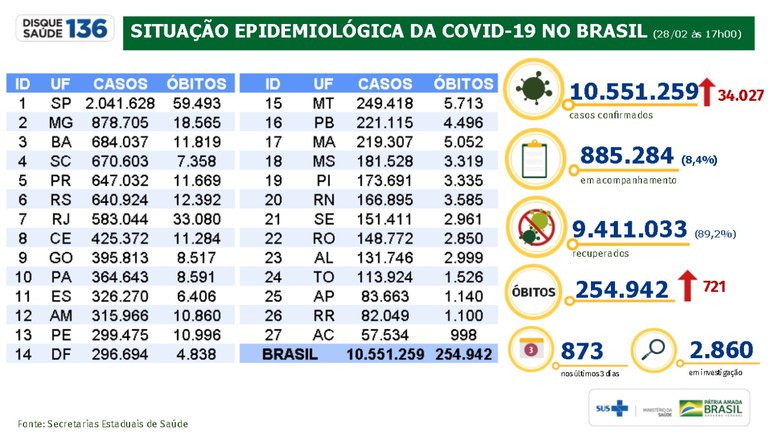 DISQUE
SAÚDE 136
SITUAÇÃO EPIDEMIOLÓGICA DA COVID-19 NO BRASIL (28/02 às 17h00)
ID UF CASOS ÓBITOS
1 SP 2.041.628 59.493
2 MG 878.705 18.565
3 BA 684.037 11.819
4 SC 670.603 7.358
5 PR 647.032 11.669
6 RS 640.924 12.392
7 RJ 583.044 33.080
8 CE 425.372 11.284
9 GO 395.813 8.517
10 PA 364.643 8.591
11 ES 326.270 6.406
12 AM 315.966 10.860
13 PE 299.475 10.996
14 DF 296.694 4.838
ID UF CASOS ÓBITOS
15 MT 249.418 5.713
16 PB 221.115 4.496
17 MA 219.307 5.052
18 MS 181.528 3.319
19 PI 173.691 3.335
20 RN 166.895 3.585
21 SE 151.411 2.961
22 RO 148.772 2.850
23 AL 131.746 2.999
24 TO 113.924 1.526
25 AP 83.663 1.140
26 RR 82.049 1.100
27 AC 57.534 998
BRASIL 10.551.259 254.942
10.551.259 34.027
casos confirmados
885.284 (8,4%)
em acompanhamento
9.411.033 (89,2%)
recuperados
ÓBITOS 254.942 721
3 873
nos últimos 3 dias
2.860
em investigação
SUS
MINISTÉRIO DA
SAÚDE
PÁTRIA AMADA
BRASIL
GOVERNO FEDERAL
Fonte: Secretarias Estaduais de Saúde